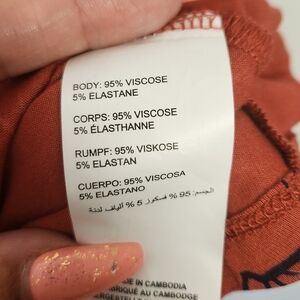 BODY: 95% VISCOSE
5% ELASTANE
CORPS: 95% VISCOSE
5% ÉLASTHANNE
RUMPF: 95% VISKOSE
5% ELASTAN
CUERPO: 95% VISCOSA
5% ELASTANO
الجسم: 95 % فسكوز 5 % ألياف لدنة
IN CAMBODIA
AU CAMBODGE